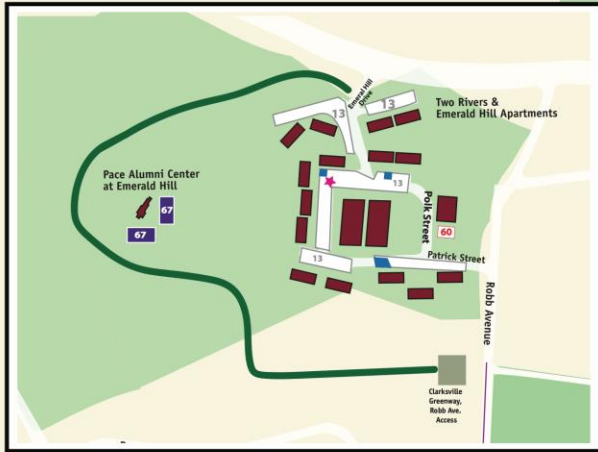 Emeral Hill
Drive
13
13
Two Rivers &
Emerald Hill Apartments
Pace Alumni Center
at Emerald Hill
67
67
13
Polk Street
60
13
Patrick Street
Robb Avenue
Clarksville
Greenway,
Robb Ave.
Access